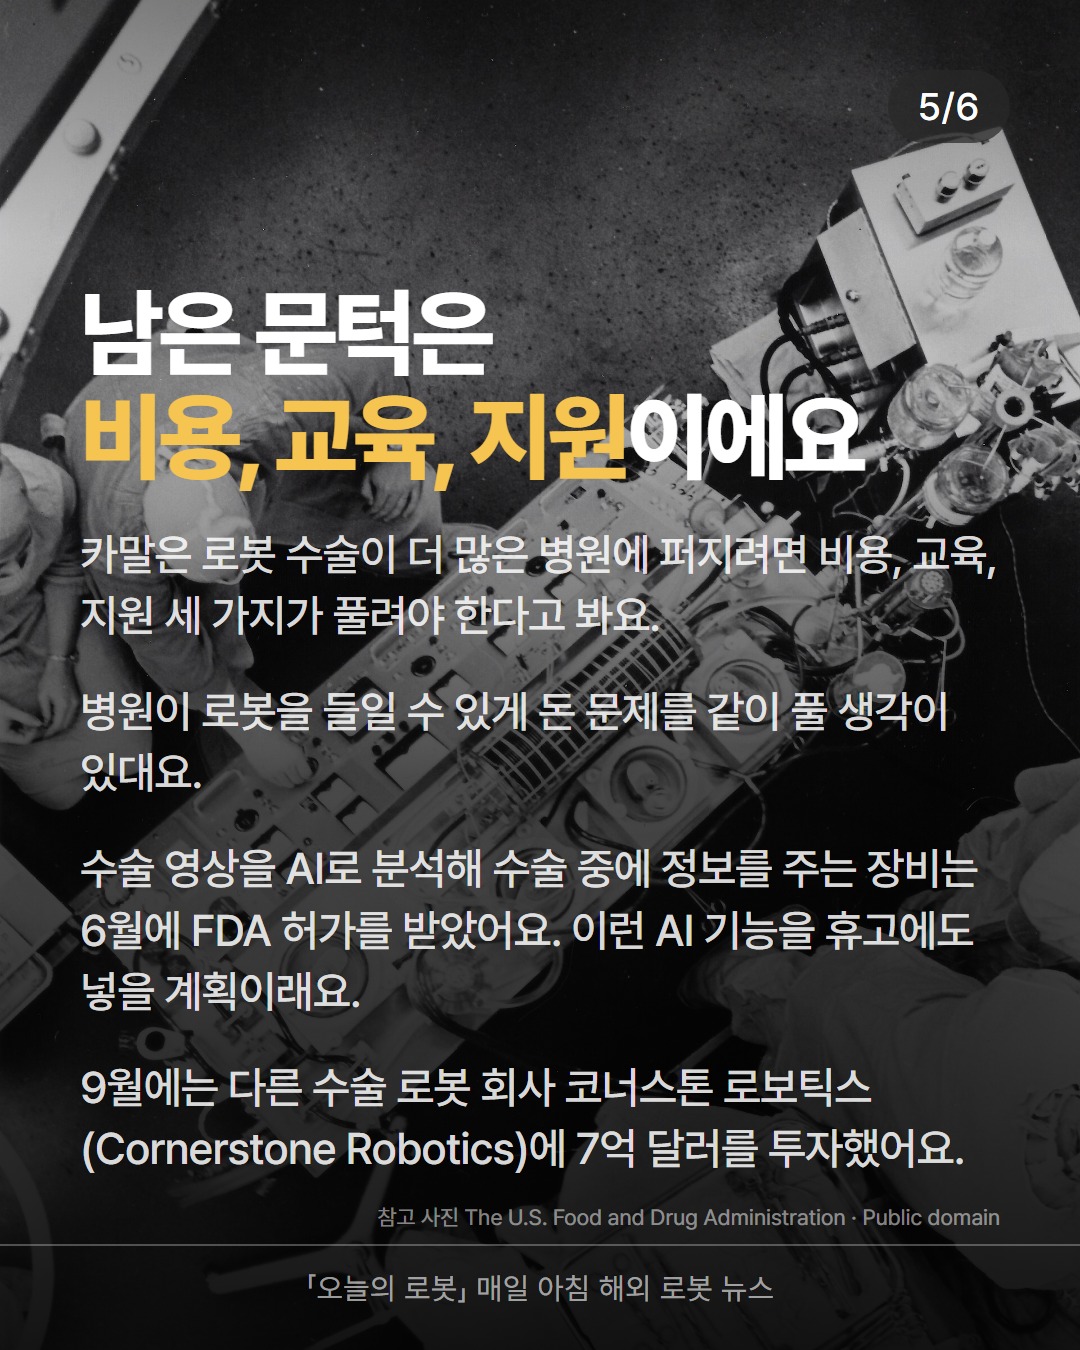 5/6
남은 문턱은
비용, 교육, 지원이에요
카말은 로봇 수술이 더 많은 병원에 퍼지려면 비용, 교육,
지원 세 가지가 풀려야 한다고 봐요.
병원이 로봇을 들일 수 있게 돈 문제를 같이 풀 생각이
있대요.
수술 영상을 AI로 분석해 수술 중에 정보를 주는 장비는
6월에 FDA 허가를 받았어요. 이런 AI 기능을 휴고에도
넣을 계획이래요.
9월에는 다른 수술 로봇 회사 코너스톤 로보틱스
(Cornerstone Robotics)에 7억 달러를 투자했어요.
참고 사진 The U.S. Food and Drug Administration · Public domain
「오늘의 로봇」 매일 아침 해외 로봇 뉴스